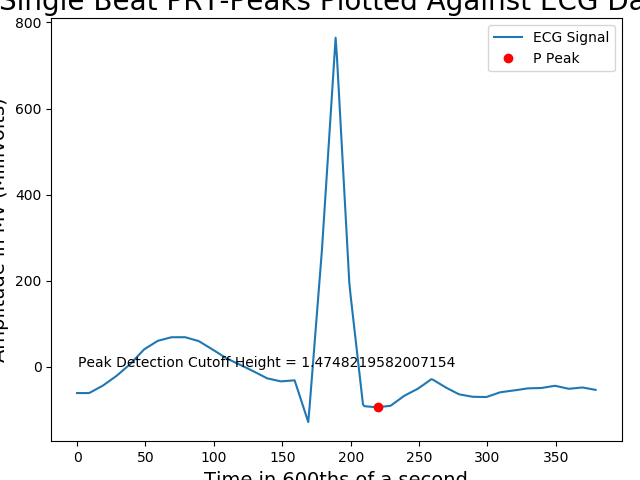 Single Beat PRT-Peaks Plotted Against ECG Da
ECG Signal
P Peak
Amplitude in MV (Millivolts)
800
600
400
200
0
Peak Detection Cutoff Height = 1.4748219582007154
0 50 100 150 200 250 300 350
Time in 600ths of a second